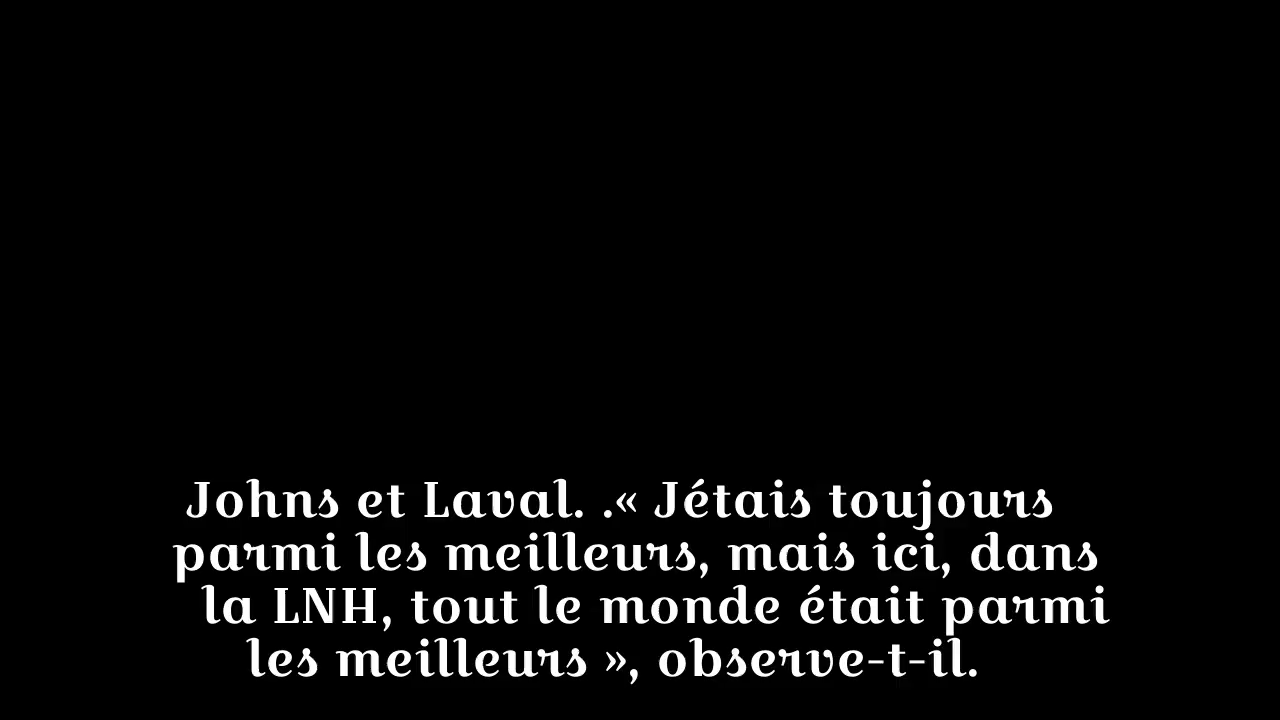 Johns et Laval. .« Jétais toujours
parmi les meilleurs, mais ici, dans
la LNH, tout le monde était parmi
les meilleurs », observe-t-il.